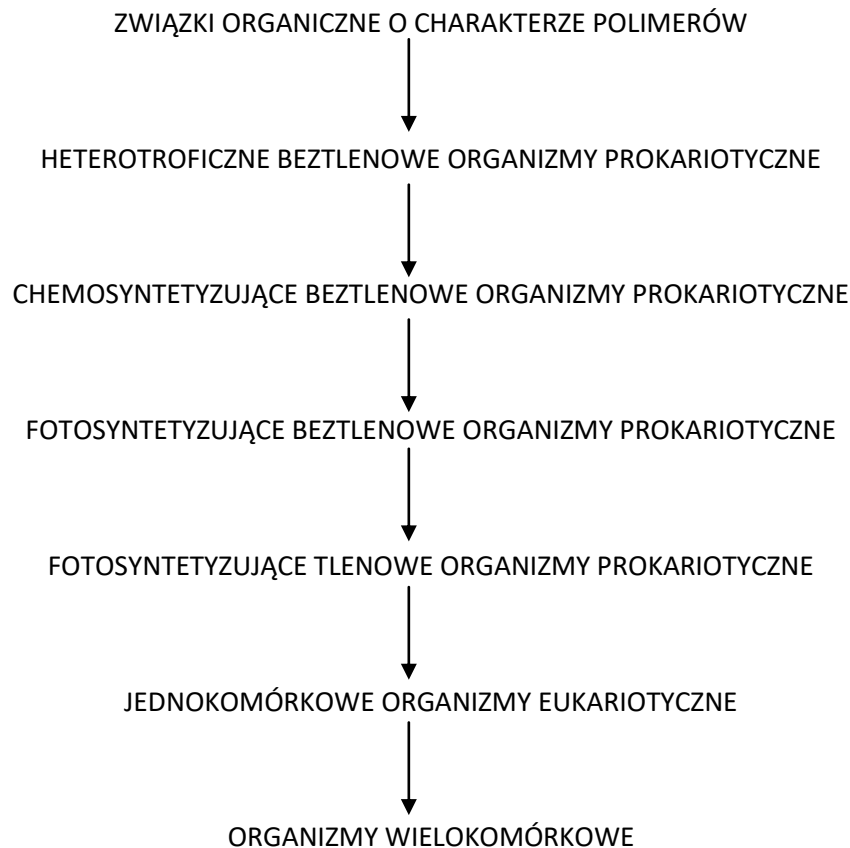 ZWIĄZKI ORGANICZNE O CHARAKTERZE POLIMERÓW
HETEROTROFICZNE BEZTLENOWE ORGANIZMY PROKARIOTYCZNE
CHEMOSYNTETYZUJĄCE BEZTLENOWE ORGANIZMY PROKARIOTYCZNE
FOTOSYNTETYZUJĄCE BEZTLENOWE ORGANIZMY PROKARIOTYCZNE
FOTOSYNTETYZUJĄCE TLENOWE ORGANIZMY PROKARIOTYCZNE
JEDNOKOMÓRKOWE ORGANIZMY EUKARIOTYCZNE
ORGANIZMY WIELOKOMÓRKOWE